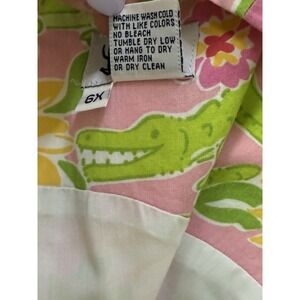 MACHINE WASH COLD
WITH LIKE COLORS
NO BLEACH
TUMBLE DRY LOW
OR HANG TO DRY
WARM IRON
OR DRY CLEAN
6X